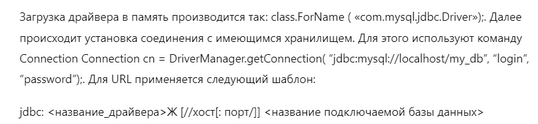 Загрузка драйвера в память производится так: class.ForName ( «com.mysql.jdbc.Driver»);. Далее
происходит установка соединения с имеющимся хранилищем. Для этого используют команду
Connection Connection cn = DriverManager.getConnection( “jdbc:mysql://localhost/my_db”, “login”,
“password”);. Для URL применяется следующий шаблон:
jdbc: <название_драйвера>Ж [//хост[: порт/]] <название подключаемой базы данных>